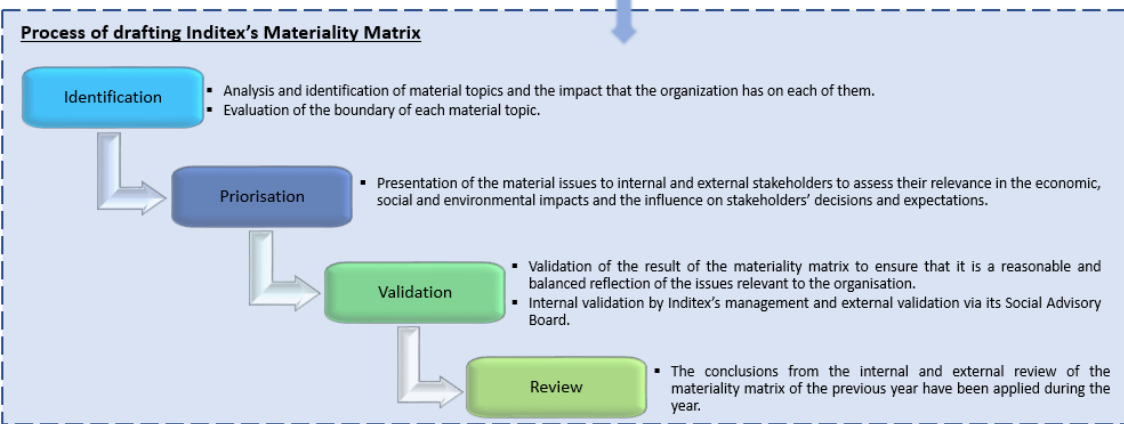 Process of drafting Inditex's Materiality Matrix
Identification
▪ Analysis and identification of material topics and the impact that the organization has on each of them.
▪ Evaluation of the boundary of each material topic.
Priorisation
▪ Presentation of the material issues to internal and external stakeholders to assess their relevance in the economic,
social and environmental impacts and the influence on stakeholders' decisions and expectations.
Validation
▪ Validation of the result of the materiality matrix to ensure that it is a reasonable and
balanced reflection of the issues relevant to the organisation.
▪ Internal validation by Inditex's management and external validation via its Social Advisory
Board.
Review
▪ The conclusions from the internal and external review of the
materiality matrix of the previous year have been applied during the
year.